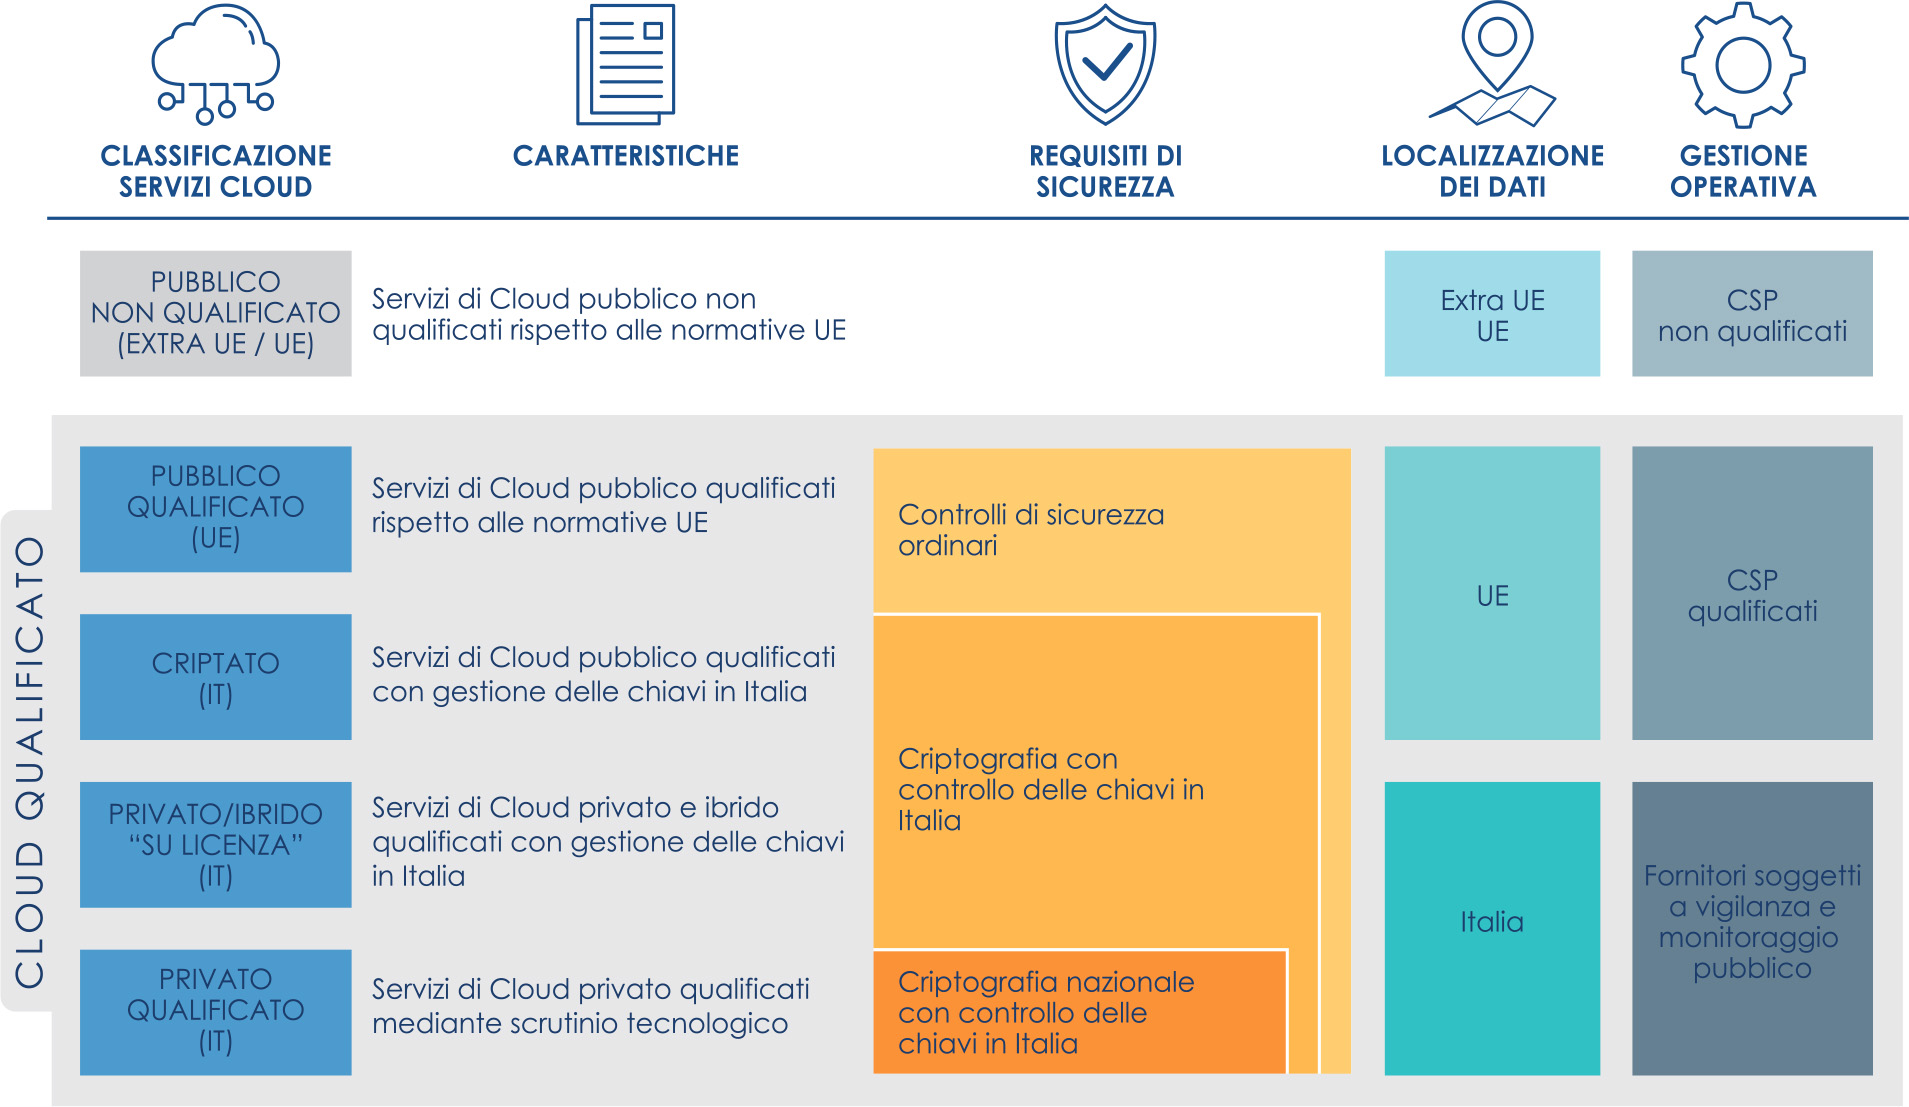 CLASSIFICAZIONE
SERVIZI CLOUD
CARATTERISTICHE
REQUISITI DI
SICUREZZA
LOCALIZZAZIONE
DEI DATI
GESTIONE
OPERATIVA
PUBBLICO
NON QUALIFICATO
(EXTRA UE / UE)
Servizi di Cloud pubblico non
qualificati rispetto alle normative UE
Extra UE
UE
CSP
non qualificati
CLOUD QUALIFICATO
PUBBLICO
QUALIFICATO
(UE)
Servizi di Cloud pubblico qualificati
rispetto alle normative UE
Controlli di sicurezza
ordinari
UE
CSP
qualificati
CRIPTATO
(IT)
Servizi di Cloud pubblico qualificati
con gestione delle chiavi in Italia
Criptografia con
controllo delle chiavi in
Italia
PRIVATO/IBRIDO
“SU LICENZA”
(IT)
Servizi di Cloud privato e ibrido
qualificati con gestione delle chiavi
in Italia
Italia
Fornitori soggetti
a vigilanza e
monitoraggio
pubblico
PRIVATO
QUALIFICATO
(IT)
Servizi di Cloud privato qualificati
mediante scrutinio tecnologico
Criptografia nazionale
con controllo delle
chiavi in Italia